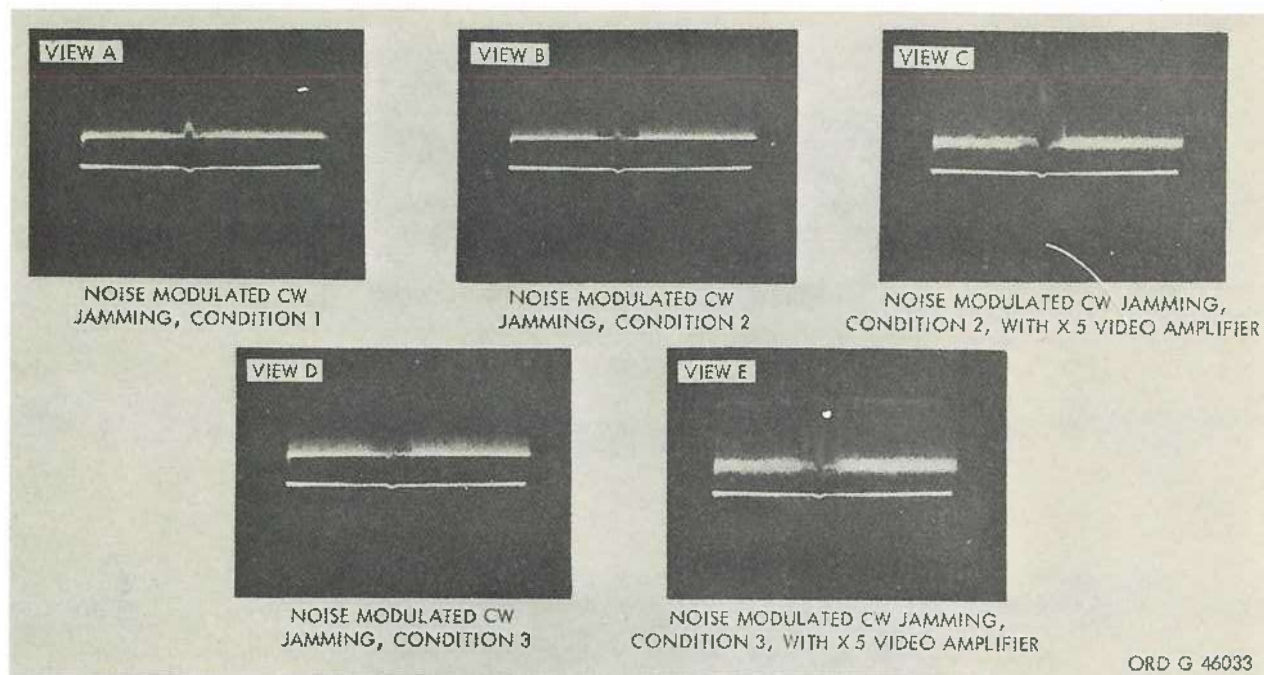 VIEW A
VIEW B
VIEW C
NOISE MODULATED CW
JAMMING, CONDITION 1
NOISE MODULATED CW
JAMMING, CONDITION 2
NOISE MODULATED CW JAMMING,
CONDITION 2, WITH X 5 VIDEO AMPLIFIER
VIEW D
VIEW E
NOISE MODULATED CW
JAMMING, CONDITION 3
NOISE MODULATED CW JAMMING,
CONDITION 3, WITH X 5 VIDEO AMPLIFIER
ORD G 46033